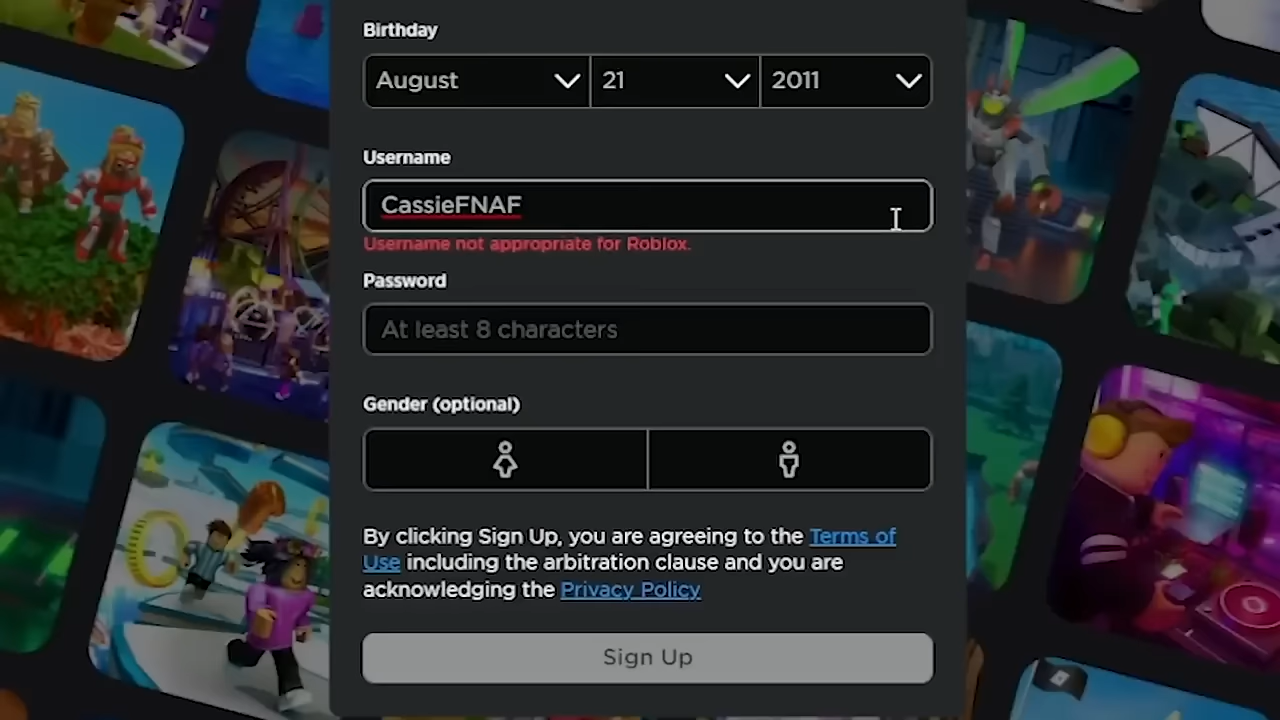 Birthday
August 21 2011
Username
CassieFNAF
Username not appropriate for Roblox.
Password
At least 8 characters
Gender (optional)
By clicking Sign Up, you are agreeing to the Terms of
Use including the arbitration clause and you are
acknowledging the Privacy Policy
Sign Up